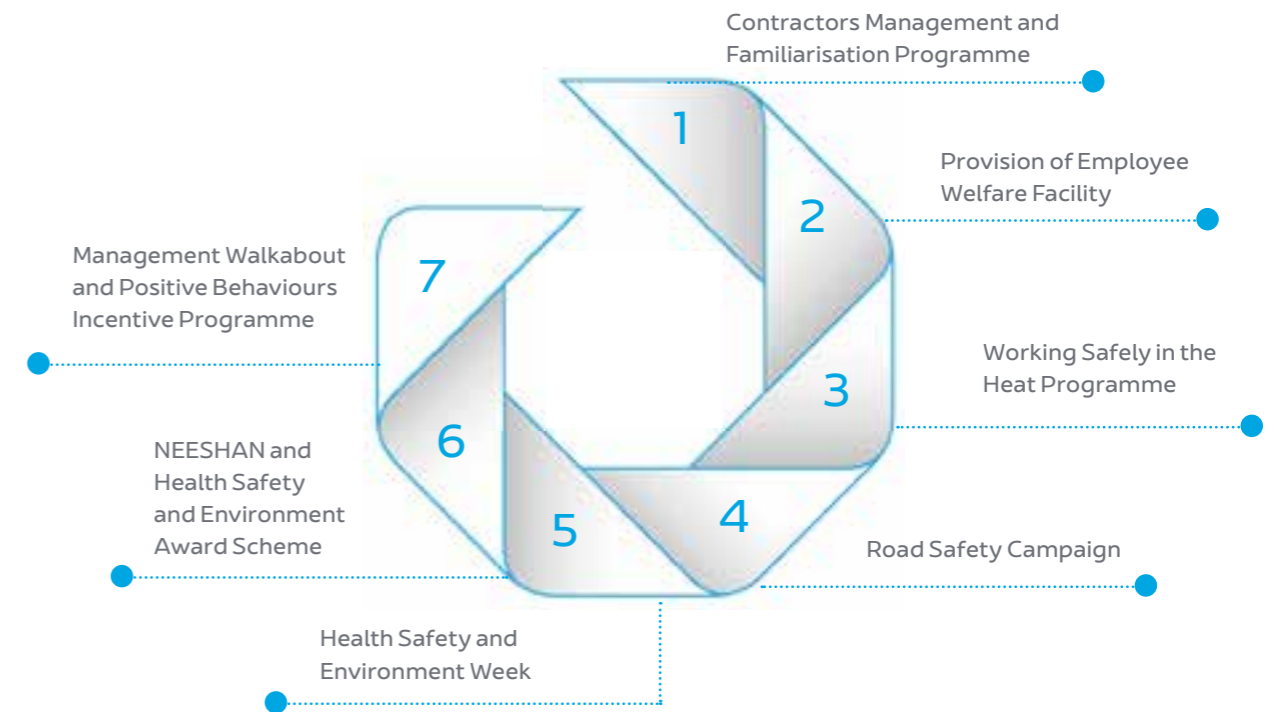 Contractors Management and
Familiarisation Programme
1
Provision of Employee
Welfare Facility
2
Working Safely in the
Heat Programme
3
Road Safety Campaign
4
Health Safety and
Environment Week
5
NEESHAN and
Health Safety
and Environment
Award Scheme
6
Management Walkabout
and Positive Behaviours
Incentive Programme
7